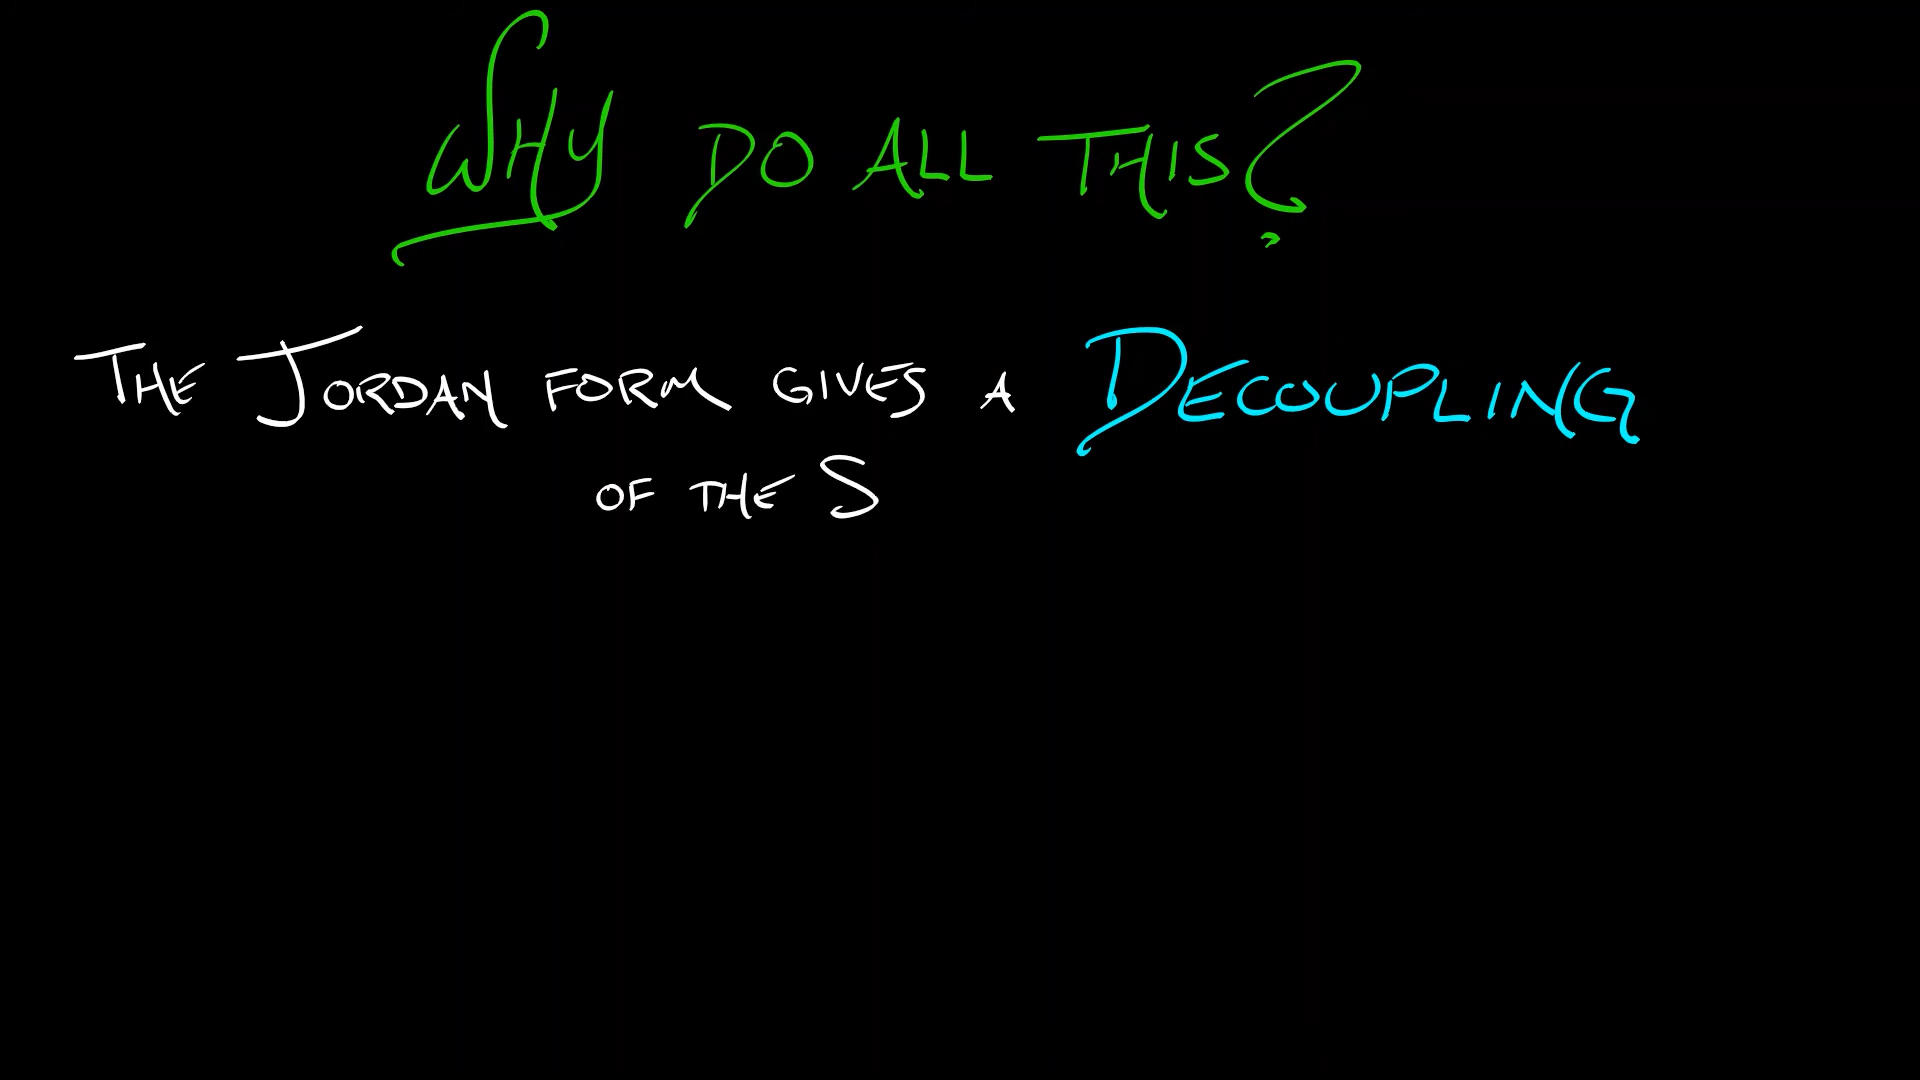 WHY DO ALL THIS?
THE JORDAN FORM GIVES A DECOUPLING
OF THE S